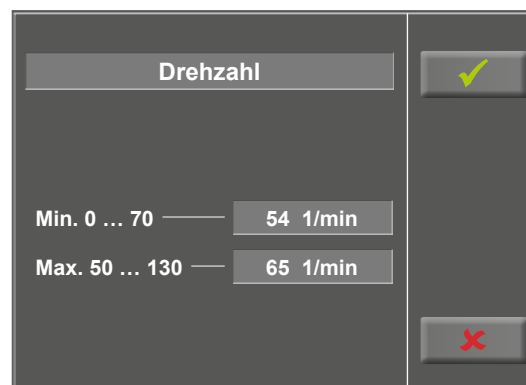 Drehzahl
Min. 0 … 70 54 1/min
Max. 50 … 130 65 1/min